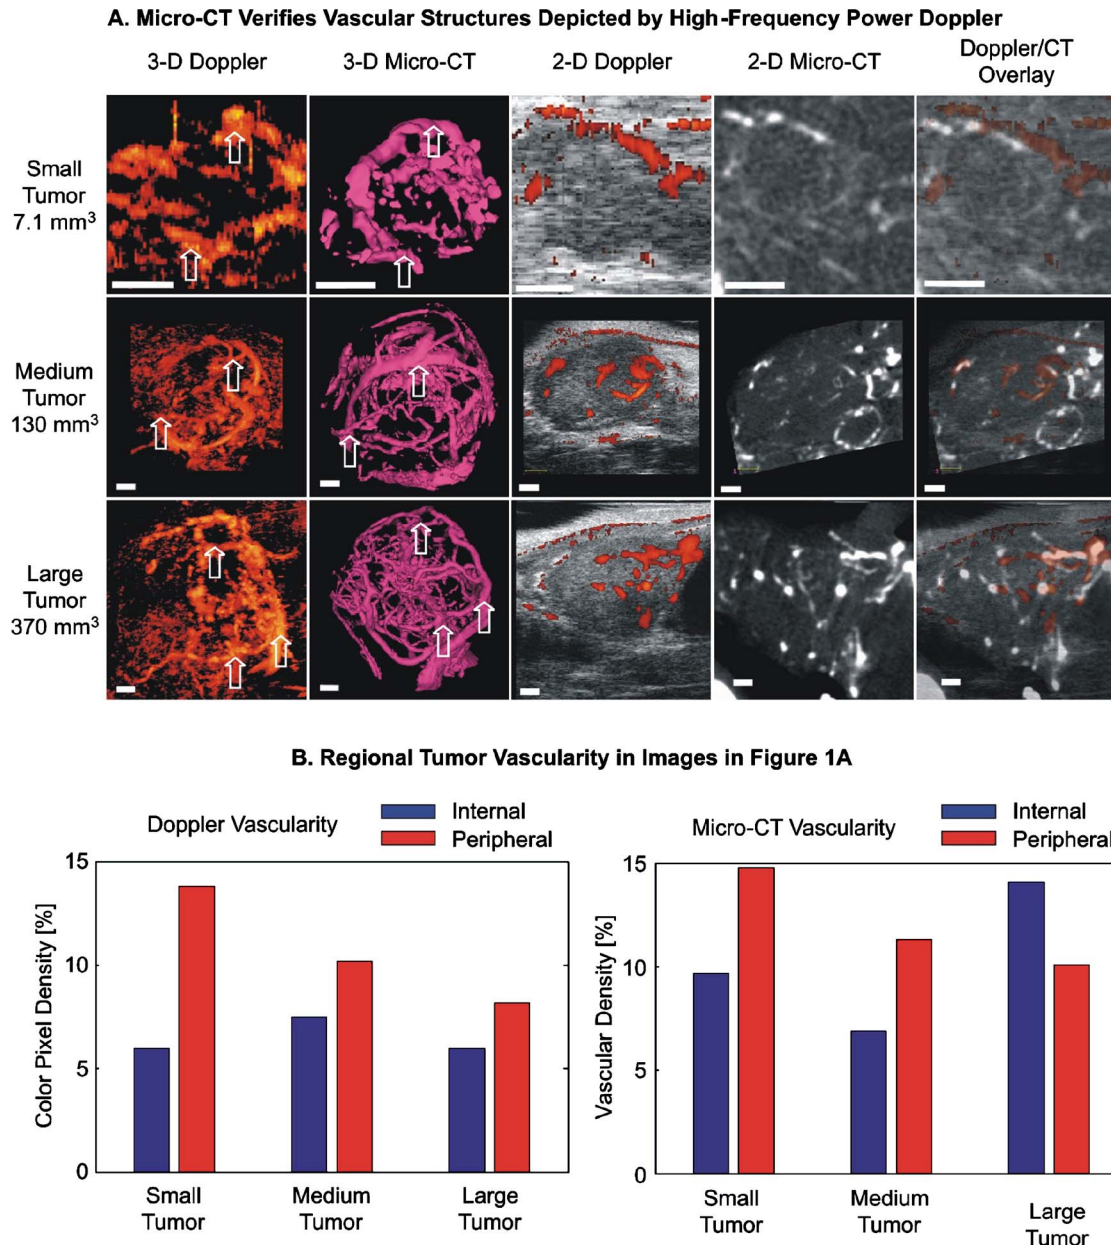 A. Micro-CT Verifies Vascular Structures Depicted by High-Frequency Power Doppler
3-D Doppler
3-D Micro-CT
2-D Doppler
2-D Micro-CT
Doppler/CT
Overlay
Small
Tumor
7.1 mm³
Medium
Tumor
130 mm³
Large
Tumor
370 mm³
B. Regional Tumor Vascularity in Images in Figure 1A
Doppler Vascularity
Internal
Peripheral
Color Pixel Density [%]
15
10
5
0
Small
Tumor
Medium
Tumor
Large
Tumor
Micro-CT Vascularity
Internal
Peripheral
Vascular Density [%]
15
10
5
0
Small
Tumor
Medium
Tumor
Large
Tumor